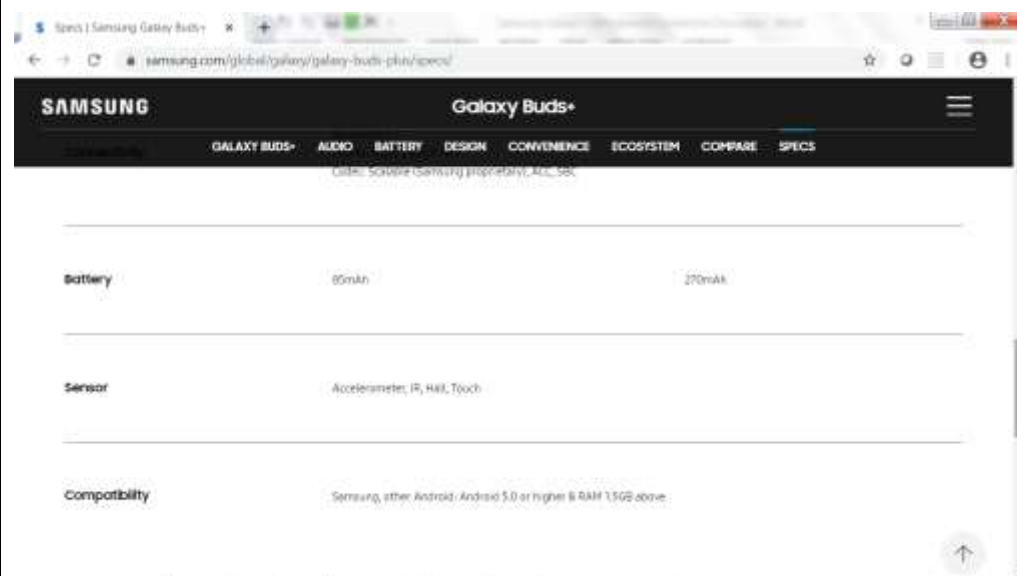 Specs | Samsung Galaxy Buds+
samsung.com/global/galaxy/galaxy-buds-plus/specs/
SAMSUNG
Galaxy Buds+
GALAXY BUDS+ AUDIO BATTERY DESIGN CONVENIENCE ECOSYSTEM COMPARE SPECS
Codec: Scalable (Samsung proprietary), ACC, SBC
Battery 85mAh 270mAh
Sensor Accelerometer, IR, Hall, Touch
Compatibility Samsung, other Android: Android 5.0 or higher & RAM 1.5GB above